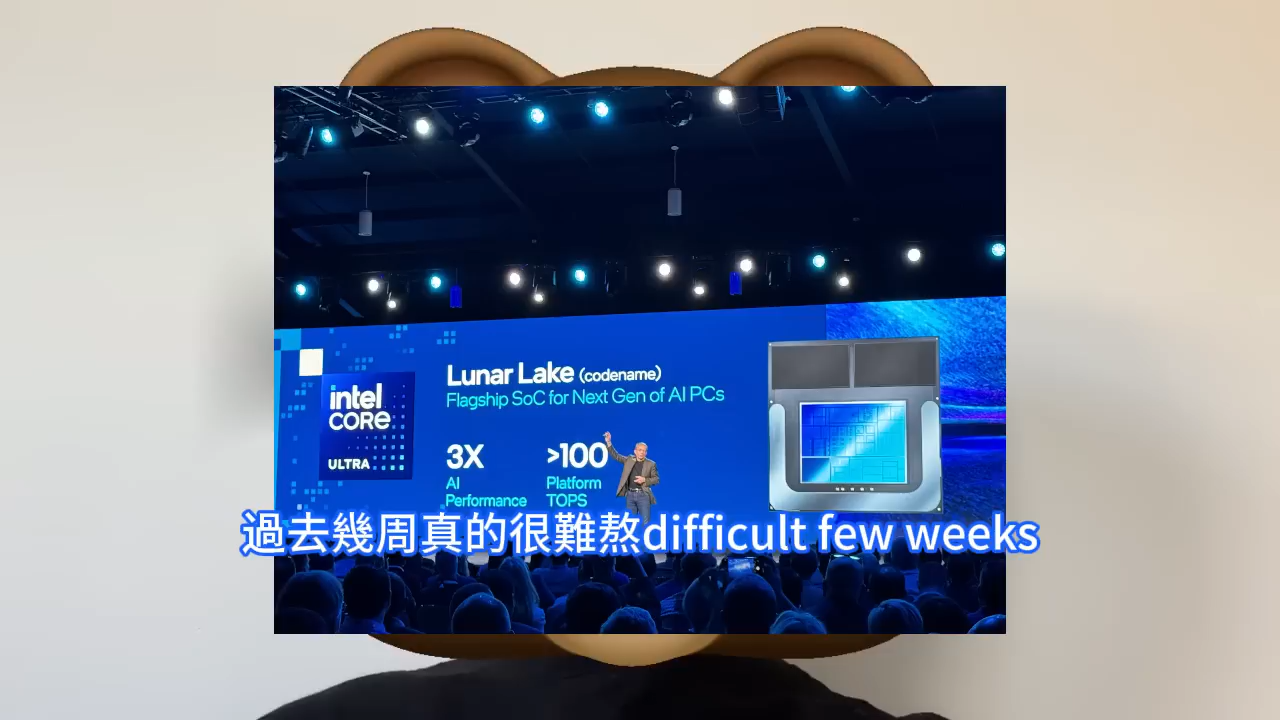 intel
CORE
ULTRA
Lunar Lake (codename)
Flagship SoC for Next Gen of AI PCs
3X
AI
Performance
>100
Platform
TOPS
過去幾周真的很難熬difficult few weeks